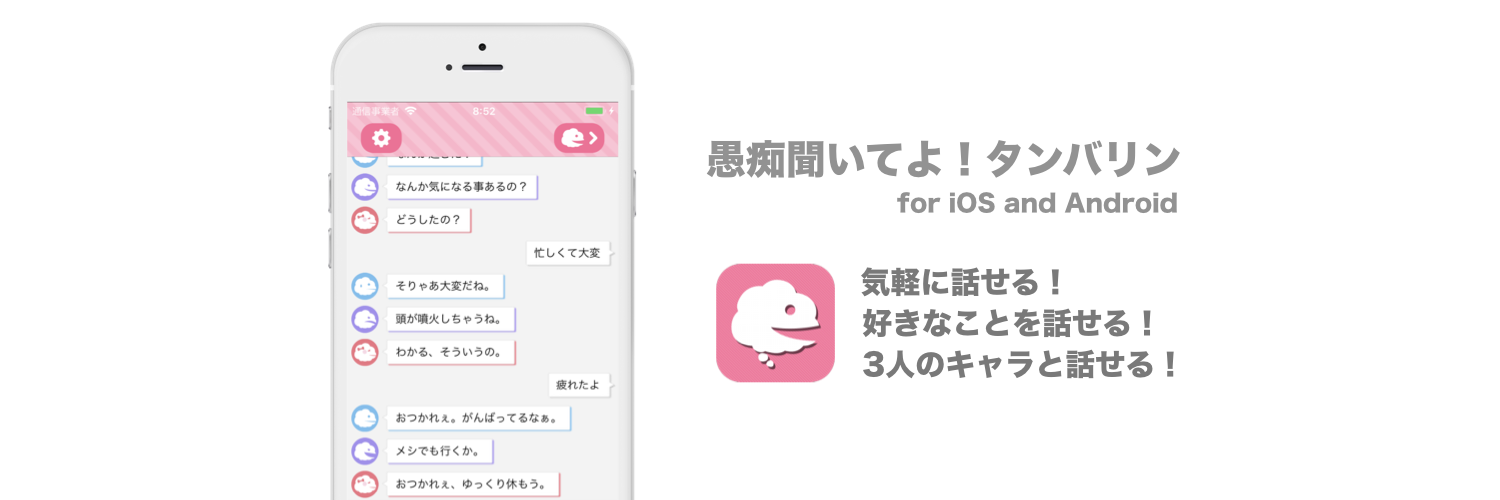 通信事業者
8:52
なんか気になる事あるの？
どうしたの？
忙しくて大変
そりゃあ大変だね。
頭が噴火しちゃうね。
わかる、そういうの。
疲れたよ
おつかれぇ。がんばってるなぁ。
メシでも行くか。
おつかれぇ、ゆっくり休もう。
愚痴聞いてよ！タンバリン
for iOS and Android
気軽に話せる！
好きなことを話せる！
3人のキャラと話せる！